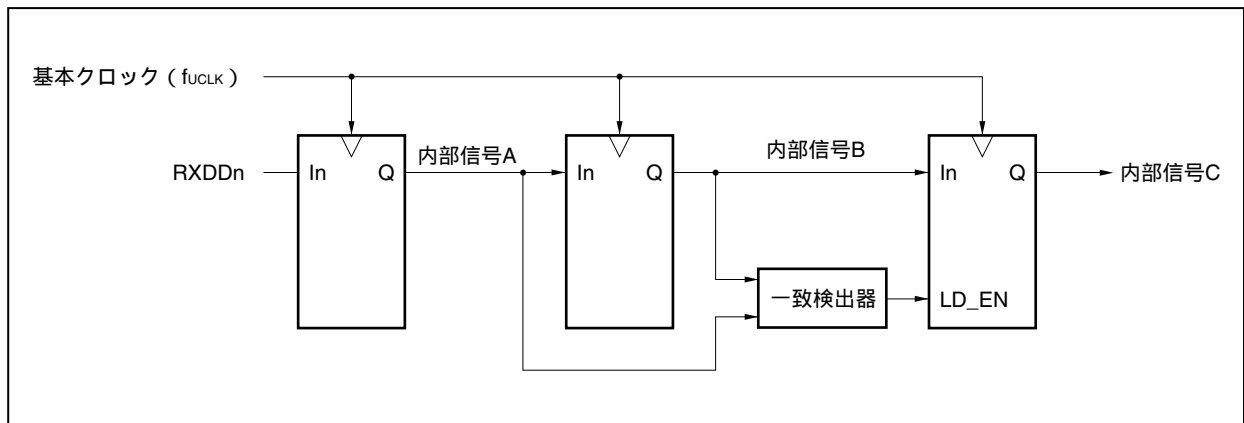 基本クロック（fUCLK）
RXDDn
In
Q
内部信号A
In
Q
内部信号B
In
Q
内部信号C
一致検出器
LD_EN